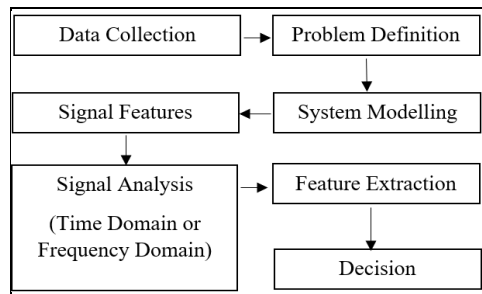 Data Collection
Problem Definition
System Modelling
Signal Features
Signal Analysis
(Time Domain or
Frequency Domain)
Feature Extraction
Decision